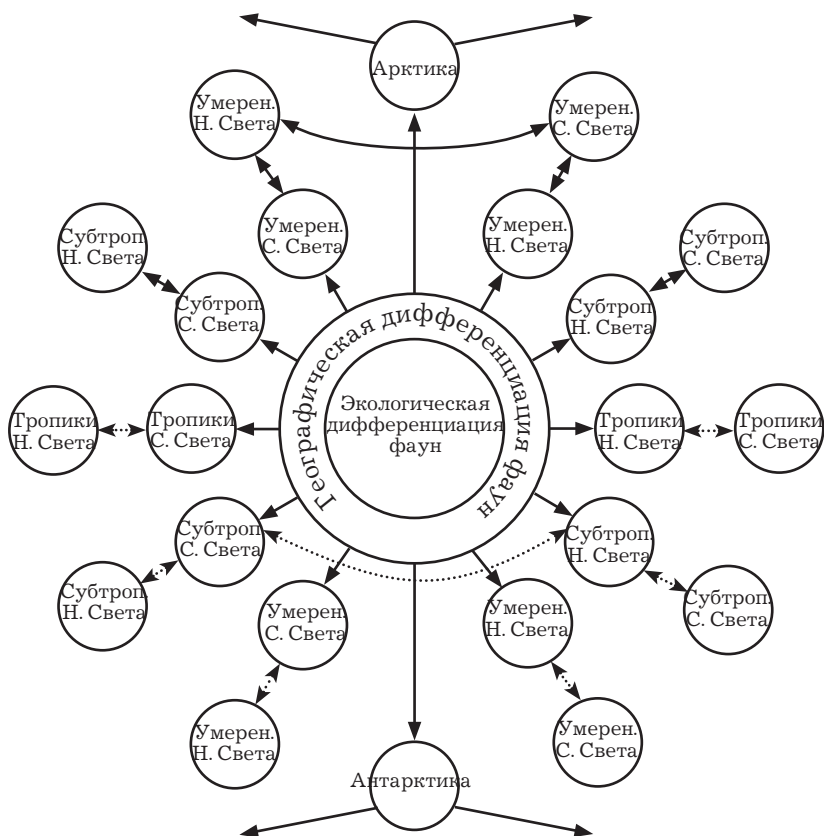 Арктика
Умерен.
Н. Света
Умерен.
С. Света
Умерен.
С. Света
Умерен.
Н. Света
Субтроп.
Н. Света
Субтроп.
С. Света
Субтроп.
С. Света
Субтроп.
Н. Света
Географическая дифференциация фаун
Экологическая
дифференциация
фаун
Тропики
Н. Света
Тропики
С. Света
Тропики
Н. Света
Тропики
С. Света
Субтроп.
С. Света
Субтроп.
Н. Света
Субтроп.
Н. Света
Субтроп.
С. Света
Умерен.
С. Света
Умерен.
Н. Света
Умерен.
Н. Света
Умерен.
С. Света
Антарктика